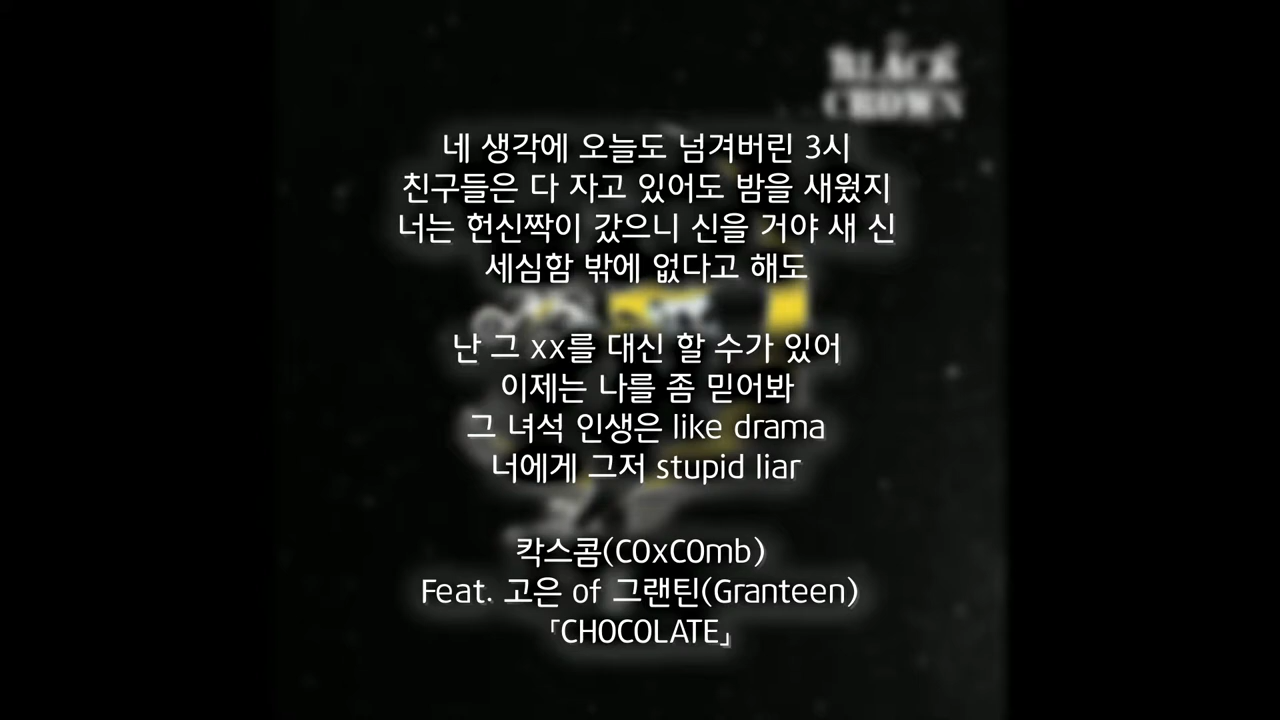 BLACK
CROWN
네 생각에 오늘도 넘겨버린 3시
친구들은 다 자고 있어도 밤을 새웠지
너는 헌신짝이 갔으니 신을 거야 새 신
세심함 밖에 없다고 해도
난 그 xx를 대신 할 수가 있어
이제는 나를 좀 믿어봐
그 녀석 인생은 like drama
너에게 그저 stupid liar
칵스콤(COxCOmb)
Feat. 고은 of 그랜틴(Granteen)
「CHOCOLATE」